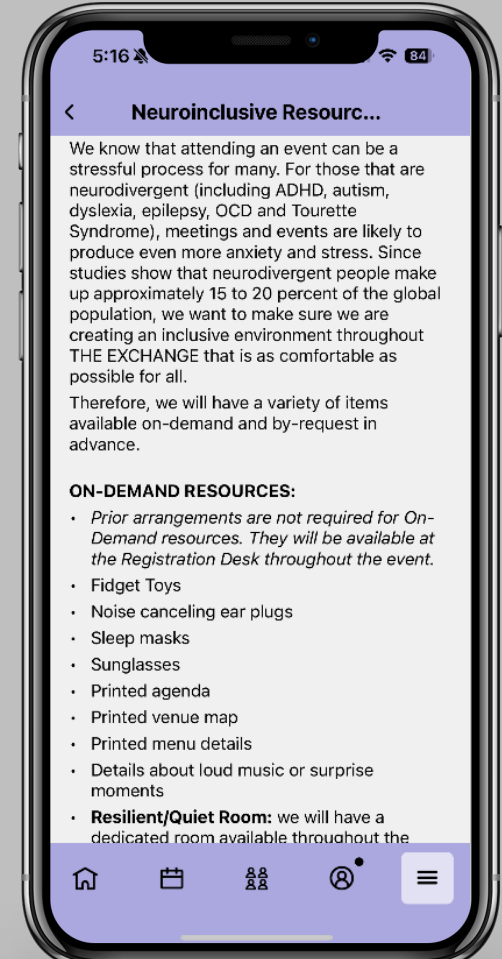 5:16
84
Neuroinclusive Resourc...
We know that attending an event can be a
stressful process for many. For those that are
neurodivergent (including ADHD, autism,
dyslexia, epilepsy, OCD and Tourette
Syndrome), meetings and events are likely to
produce even more anxiety and stress. Since
studies show that neurodivergent people make
up approximately 15 to 20 percent of the global
population, we want to make sure we are
creating an inclusive environment throughout
THE EXCHANGE that is as comfortable as
possible for all.
Therefore, we will have a variety of items
available on-demand and by-request in
advance.
ON-DEMAND RESOURCES:
• Prior arrangements are not required for On-
Demand resources. They will be available at
the Registration Desk throughout the event.
• Fidget Toys
• Noise canceling ear plugs
• Sleep masks
• Sunglasses
• Printed agenda
• Printed venue map
• Printed menu details
• Details about loud music or surprise
moments
• Resilient/Quiet Room: we will have a
dedicated room available throughout the